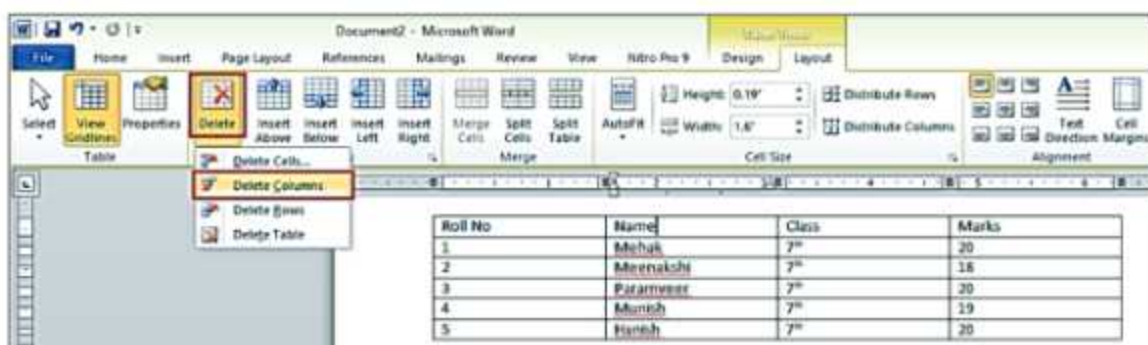 Document2 - Microsoft Word
File Home Insert Page Layout References Mailings Review View Nitro Pro 9 Design Layout
Select View Gridlines Properties Delete Insert Above Insert Below Insert Left Insert Right Merge Cells Split Cells Split Table AutoFit Height: 0.19" Width: 1.6" Distribute Rows Distribute Columns Text Direction Cell Margins
Table Merge Cell Size Alignment
Delete Cells...
Delete Columns
Delete Rows
Delete Table
Roll No Name Class Marks
1 Mehak 7th 20
2 Meenakshi 7th 18
3 Paramveer 7th 20
4 Munish 7th 19
5 7th 20